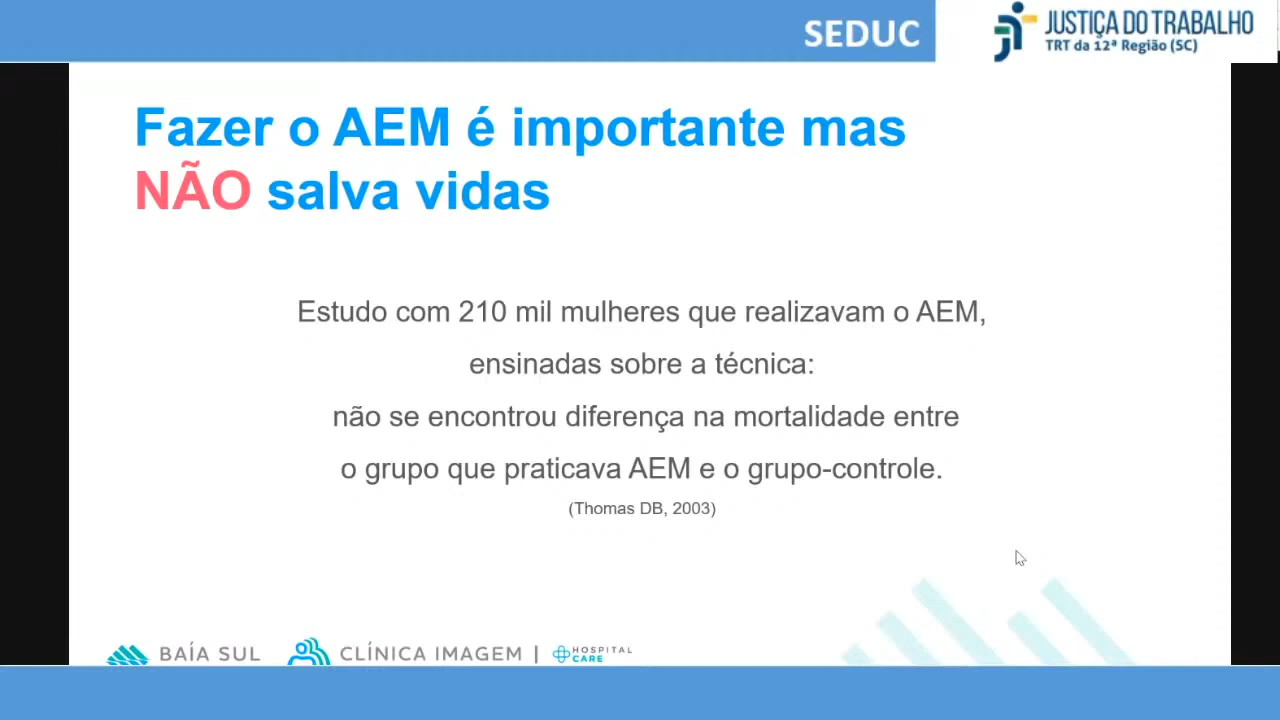 SEDUC
JUSTIÇA DO TRABALHO
TRT da 12ª Região (SC)
Fazer o AEM é importante mas
NÃO salva vidas
Estudo com 210 mil mulheres que realizavam o AEM,
ensinadas sobre a técnica:
não se encontrou diferença na mortalidade entre
o grupo que praticava AEM e o grupo-controle.
(Thomas DB, 2003)
BAÍA SUL
CLÍNICA IMAGEM |
HOSPITAL
CARE